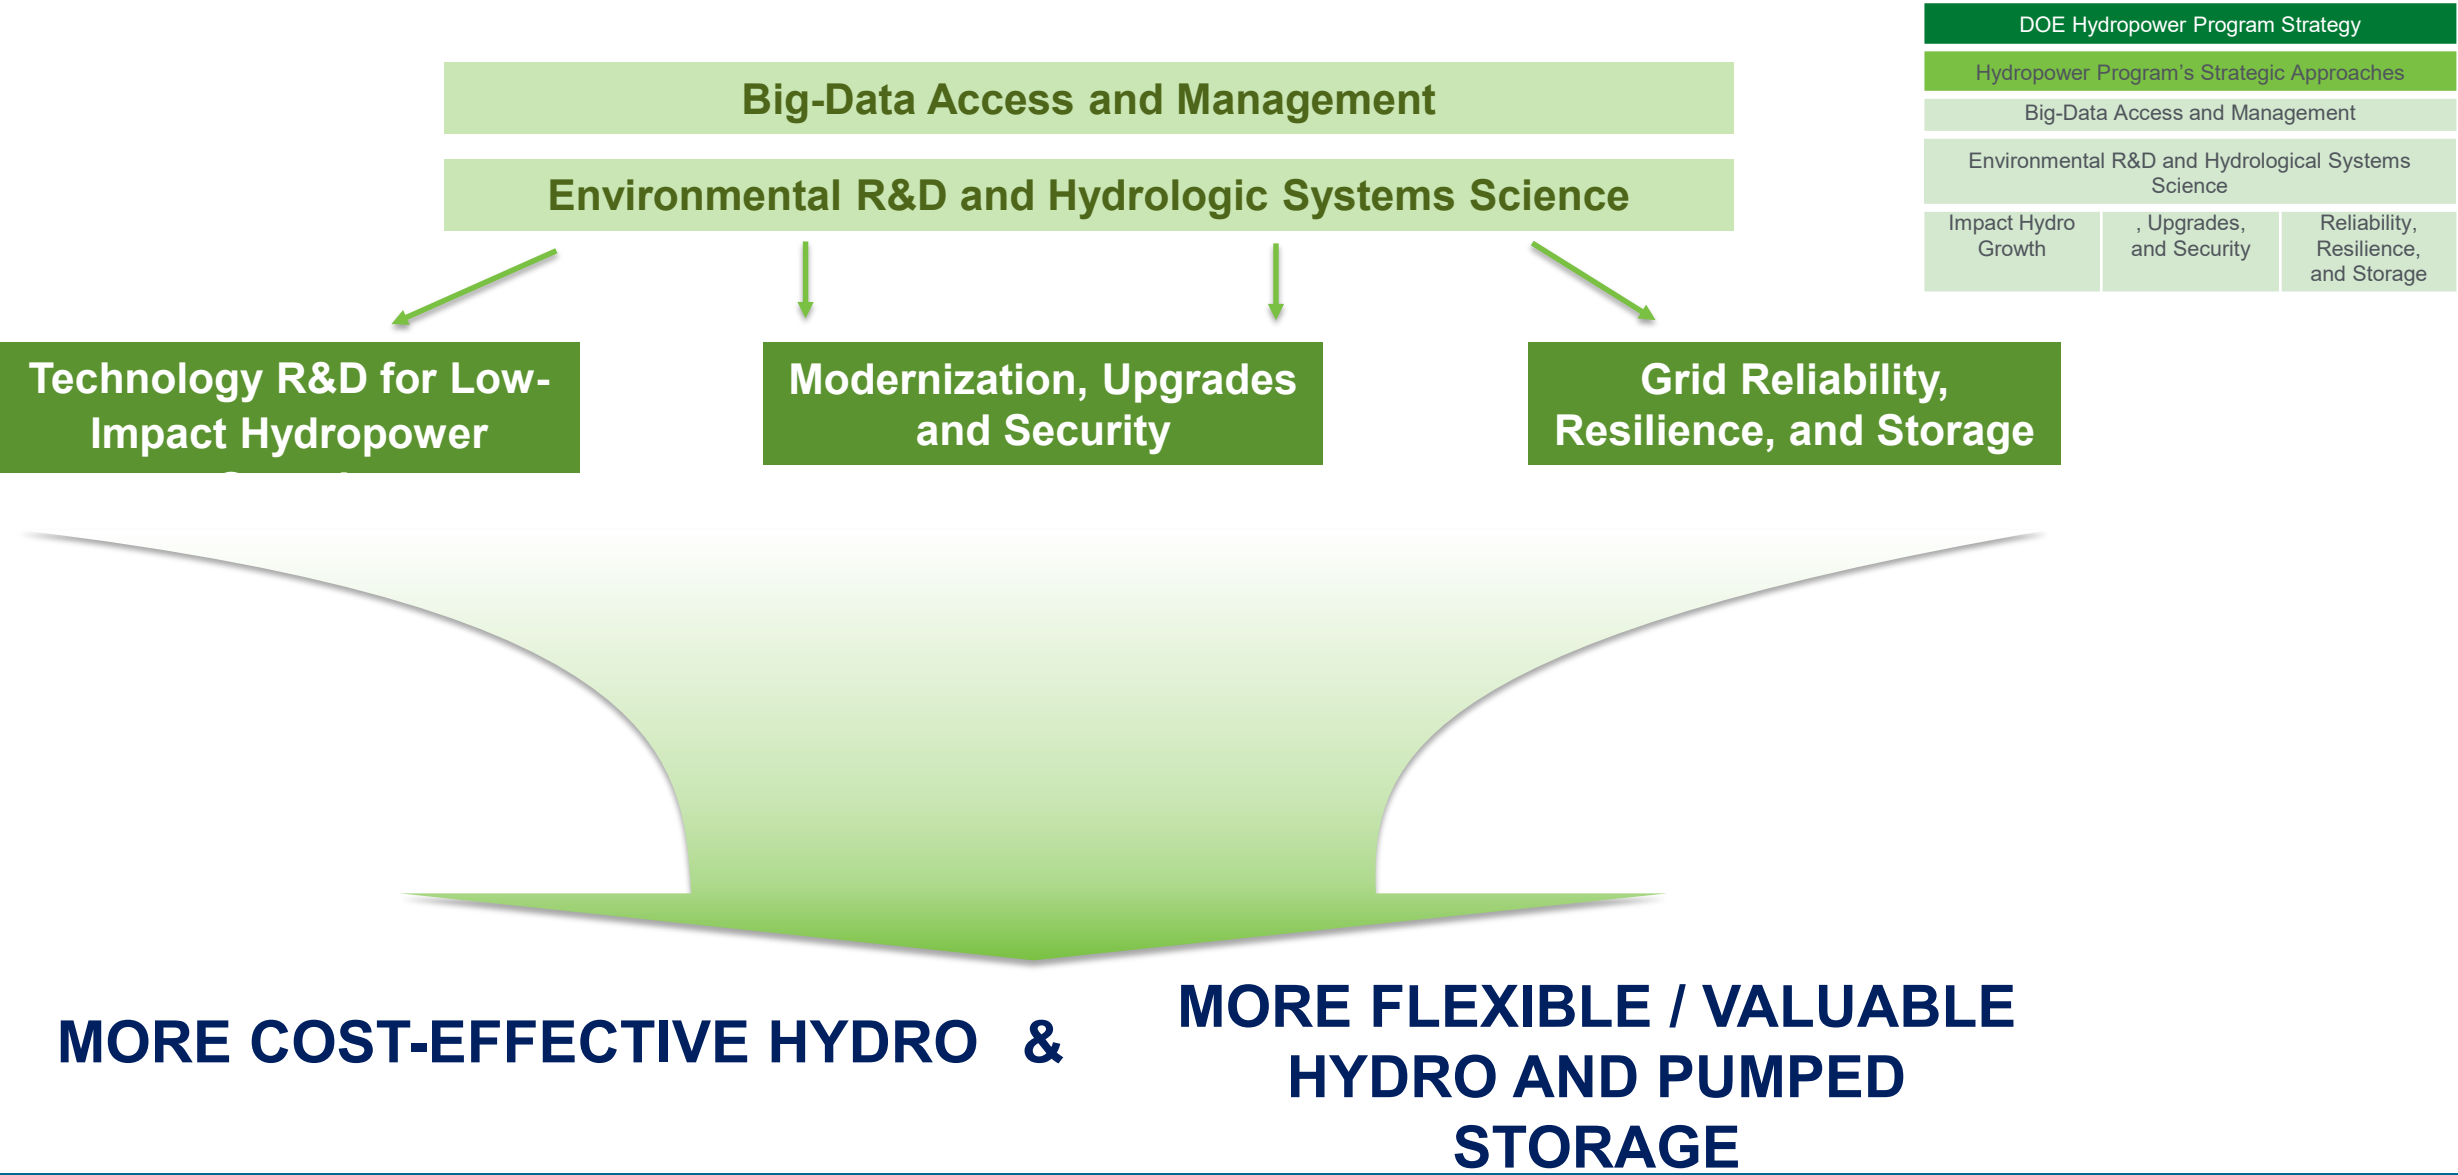 DOE Hydropower Program Strategy
Hydropower Program's Strategic Approaches
Big-Data Access and Management
Environmental R&D and Hydrological Systems
Science
Impact Hydro
Growth
, Upgrades,
and Security
Reliability,
Resilience,
and Storage
Big-Data Access and Management
Environmental R&D and Hydrologic Systems Science
Technology R&D for Low-
Impact Hydropower
Modernization, Upgrades
and Security
Grid Reliability,
Resilience, and Storage
MORE COST-EFFECTIVE HYDRO &
MORE FLEXIBLE / VALUABLE
HYDRO AND PUMPED
STORAGE